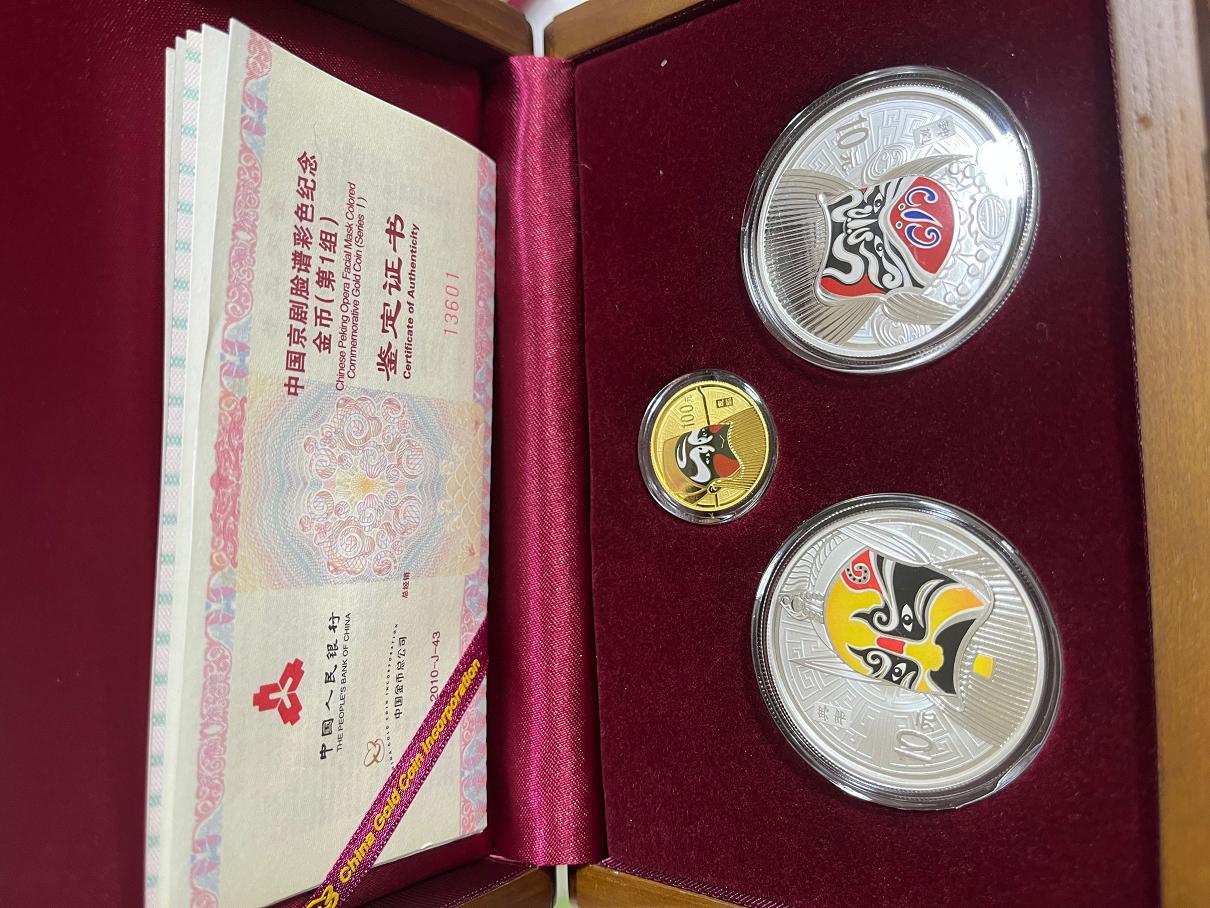 中国京剧脸谱彩色纪念
金币(第1组)
Chinese Peking Opera Facial Mask Colored
Commemorative Gold Coin (Series 1)
鉴定证书
Certificate of Authenticity
13601
中国人民银行
THE PEOPLE'S BANK OF CHINA
中国金币总公司
总经销
2010-J-43
China Gold Coin Incorporation
10元
100元
10元